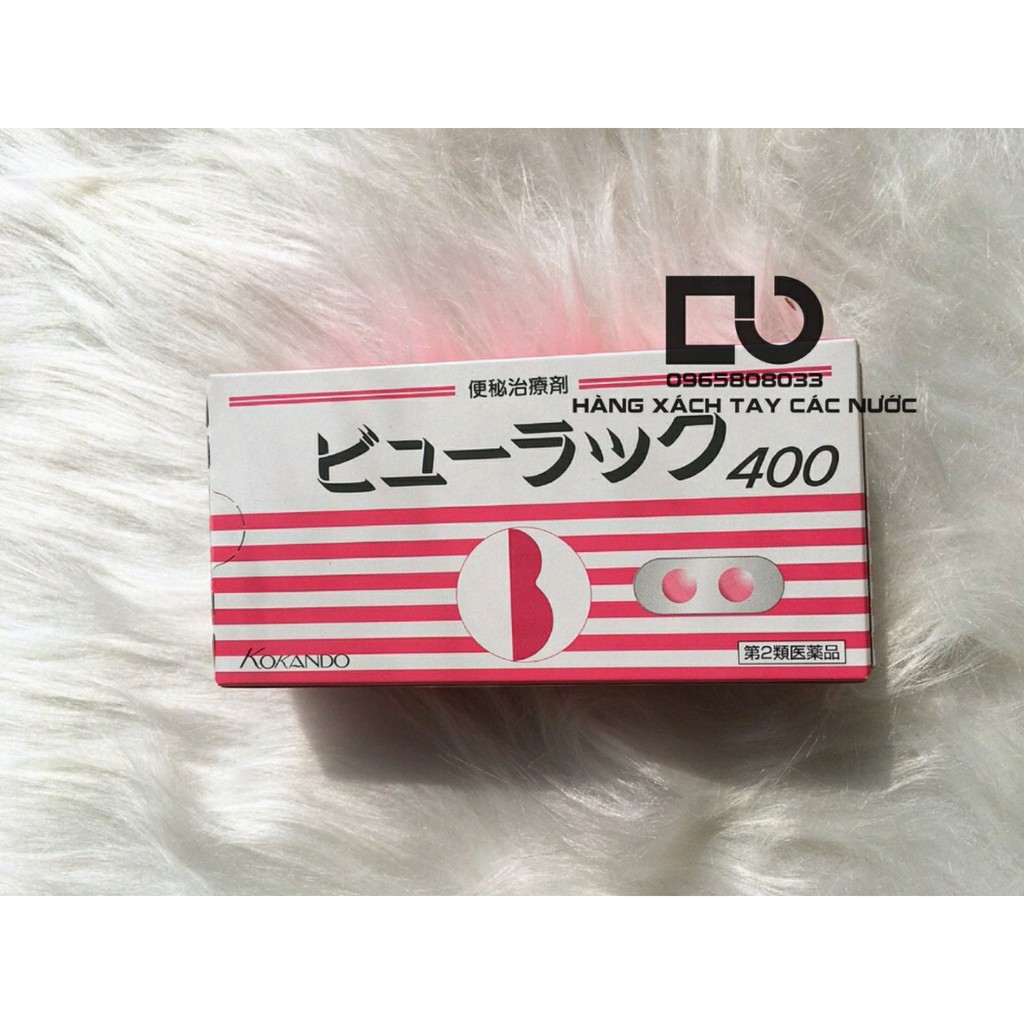 便秘治療剤
0965808033
HÀNG XÁCH TAY CÁC NƯỚC
ビューラック400
KOKANDO
第2類医薬品